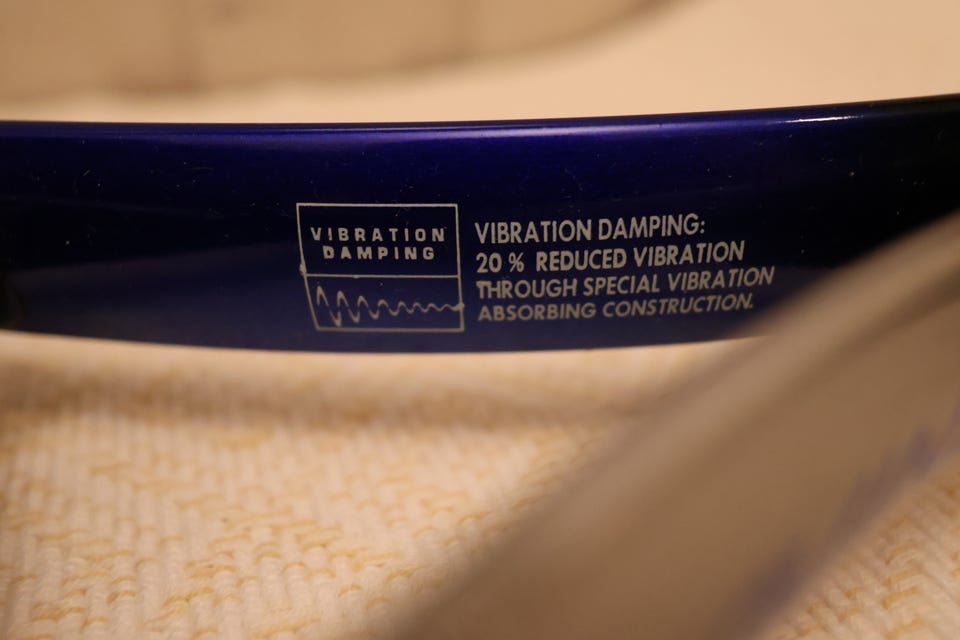 VIBRATION
DAMPING
VIBRATION DAMPING:
20 % REDUCED VIBRATION
THROUGH SPECIAL VIBRATION
ABSORBING CONSTRUCTION.